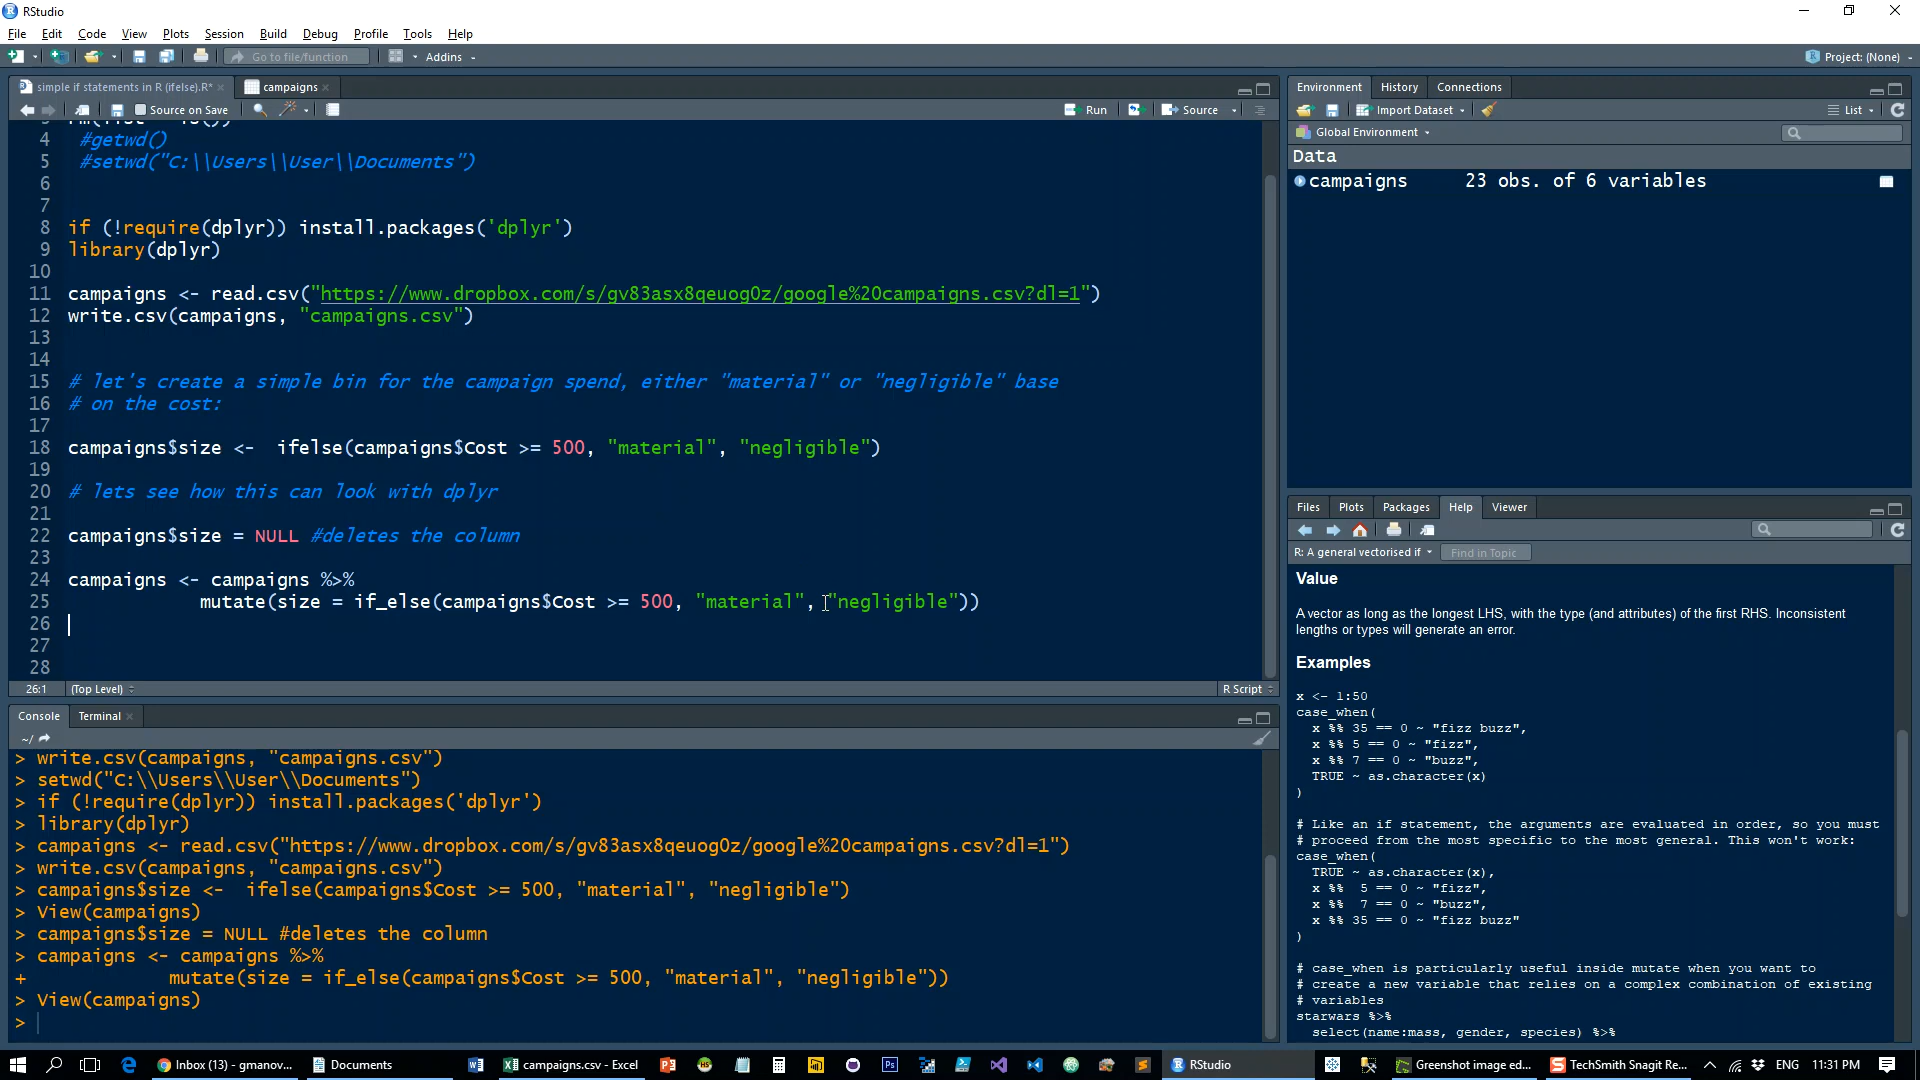 RStudio
File Edit Code View Plots Session Build Debug Profile Tools Help
Go to file/function Addins Project: (None)
simple if statements in R (ifelse).R* campaigns
Source on Save Run Source
4 #getwd()
5 #setwd("C:\\Users\\User\\Documents")
6
7
8 if (!require(dplyr)) install.packages('dplyr')
9 library(dplyr)
10
11 campaigns <- read.csv("https://www.dropbox.com/s/gv83asx8qeuog0z/google%20campaigns.csv?dl=1")
12 write.csv(campaigns, "campaigns.csv")
13
14
15 # let's create a simple bin for the campaign spend, either "material" or "negligible" base
16 # on the cost:
17
18 campaigns$size <-  ifelse(campaigns$Cost >= 500, "material", "negligible")
19
20 # lets see how this can look with dplyr
21
22 campaigns$size = NULL #deletes the column
23
24 campaigns <- campaigns %>%
25 mutate(size = if_else(campaigns$Cost >= 500, "material", "negligible"))
26
27
28
26:1 (Top Level) R Script
Console Terminal
~/
> write.csv(campaigns, "campaigns.csv")
> setwd("C:\\Users\\User\\Documents")
> if (!require(dplyr)) install.packages('dplyr')
> library(dplyr)
> campaigns <- read.csv("https://www.dropbox.com/s/gv83asx8qeuog0z/google%20campaigns.csv?dl=1")
> write.csv(campaigns, "campaigns.csv")
> campaigns$size <-  ifelse(campaigns$Cost >= 500, "material", "negligible")
> View(campaigns)
> campaigns$size = NULL #deletes the column
> campaigns <- campaigns %>%
+ mutate(size = if_else(campaigns$Cost >= 500, "material", "negligible"))
> View(campaigns)
>
Environment History Connections
Import Dataset List
Global Environment
Data
campaigns 23 obs. of 6 variables
Files Plots Packages Help Viewer
R: A general vectorised if Find in Topic
Value
A vector as long as the longest LHS, with the type (and attributes) of the first RHS. Inconsistent
lengths or types will generate an error.
Examples
x <- 1:50
case_when(
x %% 35 == 0 ~ "fizz buzz",
x %% 5 == 0 ~ "fizz",
x %% 7 == 0 ~ "buzz",
TRUE ~ as.character(x)
)
# Like an if statement, the arguments are evaluated in order, so you must
# proceed from the most specific to the most general. This won't work:
case_when(
TRUE ~ as.character(x),
x %%  5 == 0 ~ "fizz",
x %%  7 == 0 ~ "buzz",
x %% 35 == 0 ~ "fizz buzz"
)
# case_when is particularly useful inside mutate when you want to
# create a new variable that relies on a complex combination of existing
# variables
starwars %>%
select(name:mass, gender, species) %>%
Inbox (13) - gmanov... Documents campaigns.csv - Excel RStudio Greenshot image ed... TechSmith Snagit Re... ENG 11:31 PM